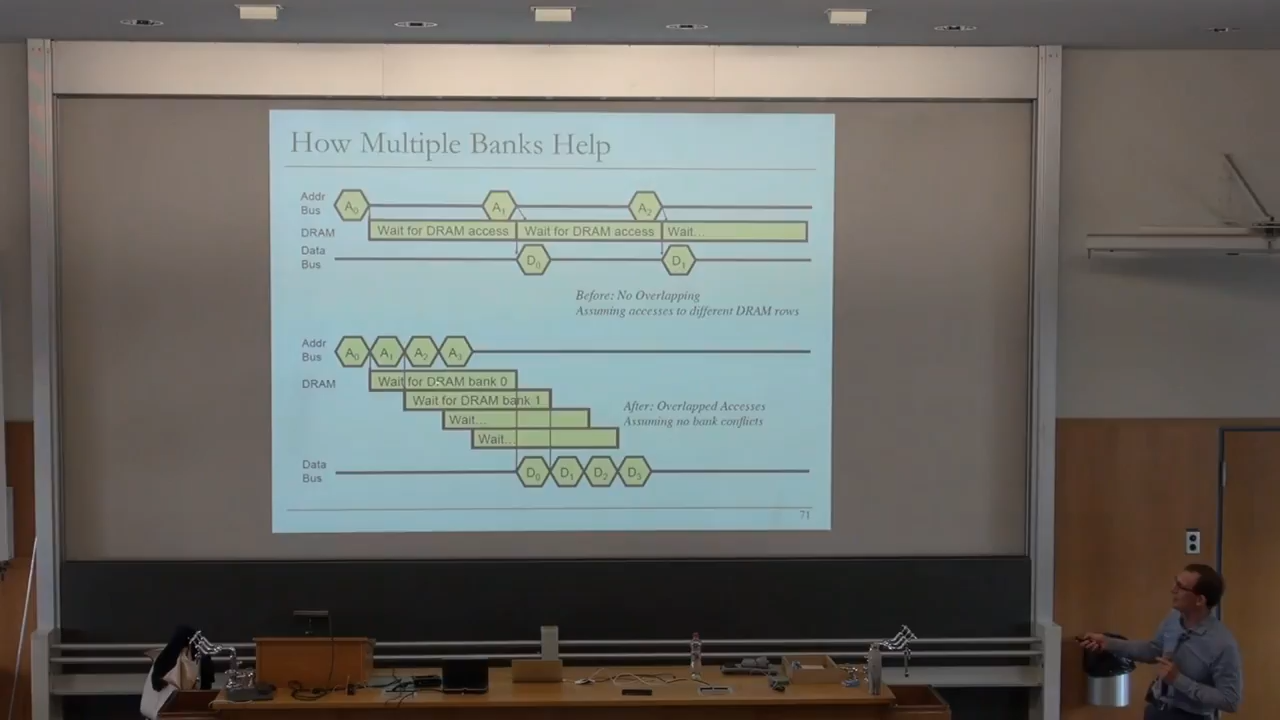 How Multiple Banks Help
Addr
Bus
A0
A1
A2
DRAM
Wait for DRAM access
Wait for DRAM access
Wait...
Data
Bus
D0
D1
Before: No Overlapping
Assuming accesses to different DRAM rows
Addr
Bus
A0
A1
A2
A3
DRAM
Wait for DRAM bank 0
Wait for DRAM bank 1
Wait...
Wait...
After: Overlapped Accesses
Assuming no bank conflicts
Data
Bus
D0
D1
D2
D3
71